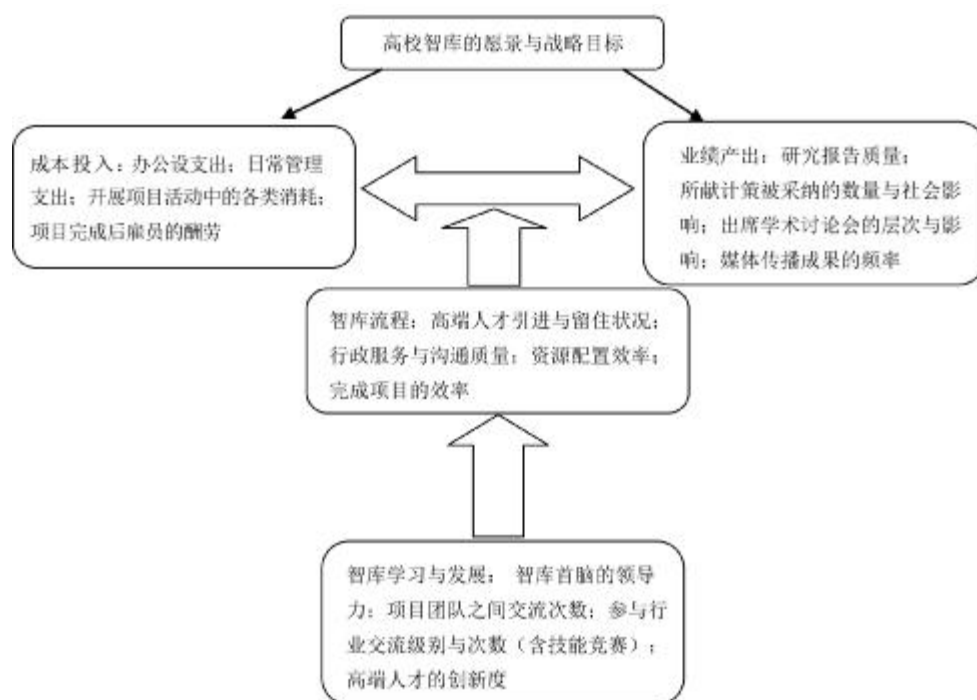 高校智库的愿景与战略目标
成本投入：办公设支出；日常管理
支出；开展项目活动中的各类消耗；
项目完成后雇员的酬劳
业绩产出：研究报告质量；
所献计策被采纳的数量与社会影
响；出席学术讨论会的层次与影
响；媒体传播成果的频率
智库流程：高端人才引进与留住状况；
行政服务与沟通质量；资源配置效率；
完成项目的效率
智库学习与发展； 智库首脑的领导
力；项目团队之间交流次数；参与行
业交流级别与次数（含技能竞赛）；
高端人才的创新度